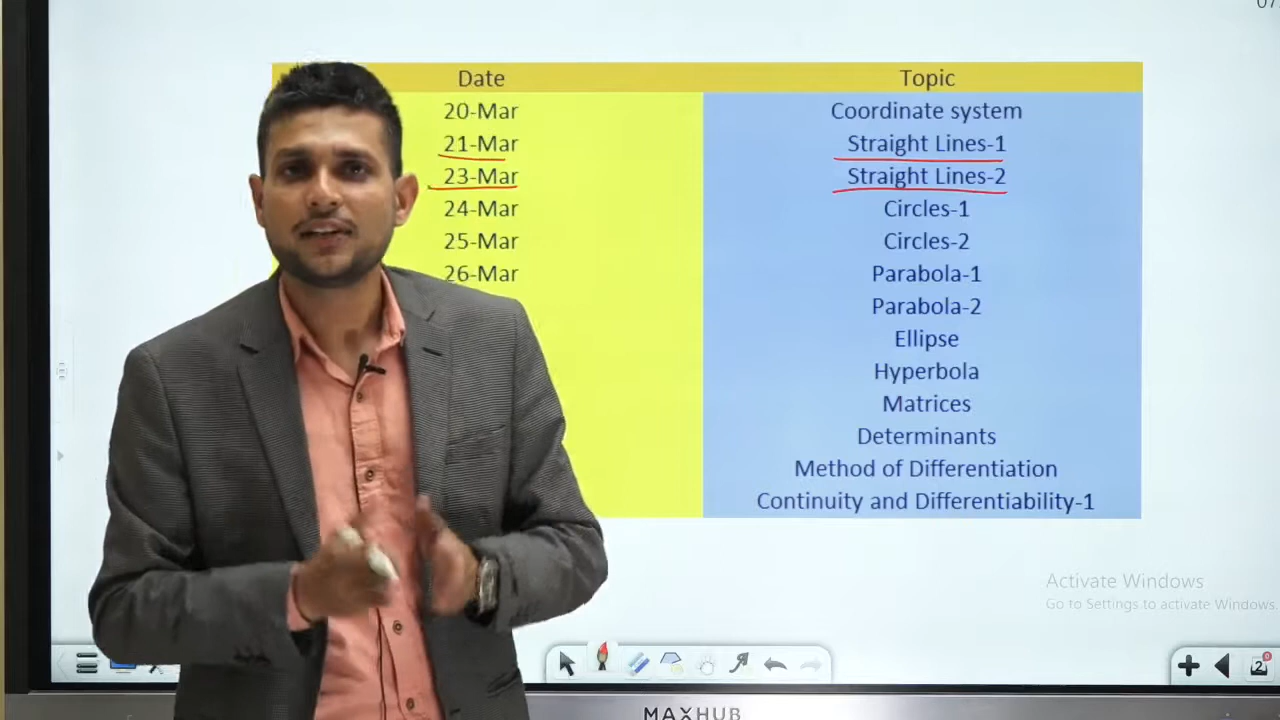 Date Topic
20-Mar Coordinate system
21-Mar Straight Lines-1
23-Mar Straight Lines-2
24-Mar Circles-1
25-Mar Circles-2
26-Mar Parabola-1
Parabola-2
Ellipse
Hyperbola
Matrices
Determinants
Method of Differentiation
Continuity and Differentiability-1
Activate Windows
Go to Settings to activate Windows.
2
MAXHUB